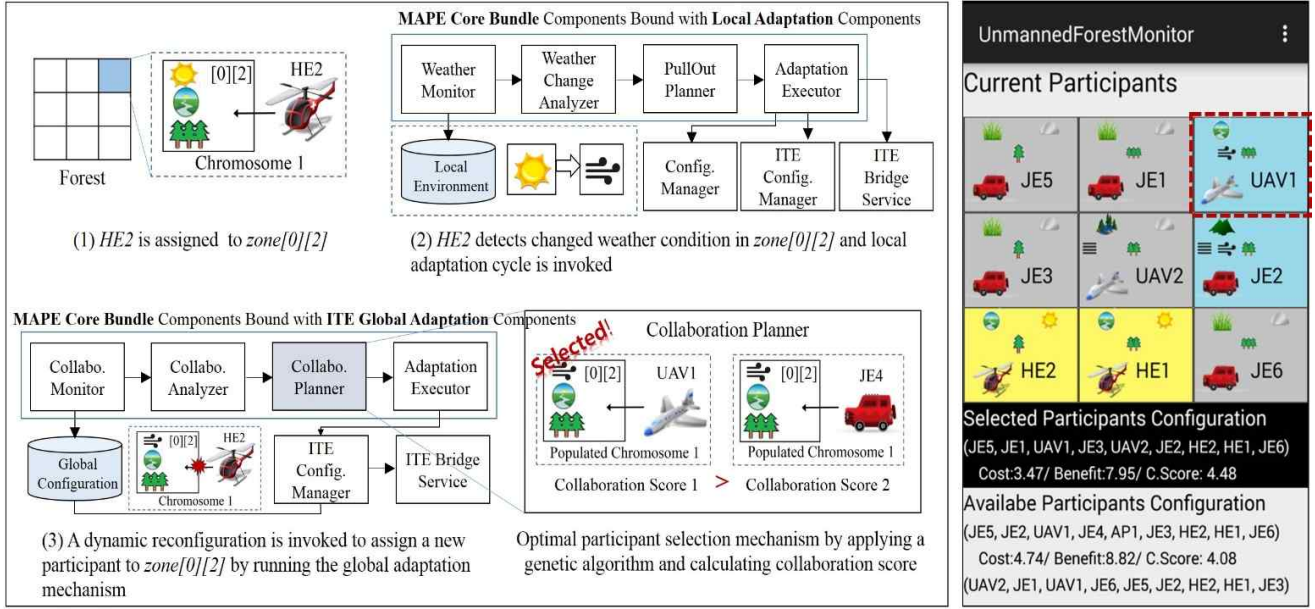 MAPE Core Bundle Components Bound with Local Adaptation Components
[0][2]
HE2
Chromosome 1
Forest
Weather
Monitor
Weather
Change
Analyzer
PullOut
Planner
Adaptation
Executor
Local
Environment
Config.
Manager
ITE
Config.
Manager
ITE
Bridge
Service
(1) HE2 is assigned to zone[0][2]
(2) HE2 detects changed weather condition in zone[0][2] and local
adaptation cycle is invoked
MAPE Core Bundle Components Bound with ITE Global Adaptation Components
Collabo.
Monitor
Collabo.
Analyzer
Collabo.
Planner
Adaptation
Executor
Global
Configuration
[0][2]
HE2
Chromosome 1
ITE
Config.
Manager
ITE Bridge
Service
(3) A dynamic reconfiguration is invoked to assign a new
participant to zone[0][2] by running the global adaptation
mechanism
Collaboration Planner
Selected!
[0][2]
UAV1
Populated Chromosome 1
[0][2]
JE4
Populated Chromosome 1
Collaboration Score 1 > Collaboration Score 2
Optimal participant selection mechanism by applying a
genetic algorithm and calculating collaboration score
UnmannedForestMonitor
Current Participants
JE5
JE1
UAV1
JE3
UAV2
JE2
HE2
HE1
JE6
Selected Participants Configuration
(JE5, JE1, UAV1, JE3, UAV2, JE2, HE2, HE1, JE6)
Cost:3.47/ Benefit:7.95/ C.Score: 4.48
Availabe Participants Configuration
(JE5, JE2, UAV1, JE4, AP1, JE3, HE2, HE1, JE6)
Cost:4.74/ Benefit:8.82/ C.Score: 4.08
(UAV2, JE1, UAV1, JE6, JE5, JE2, HE2, HE1, JE3)